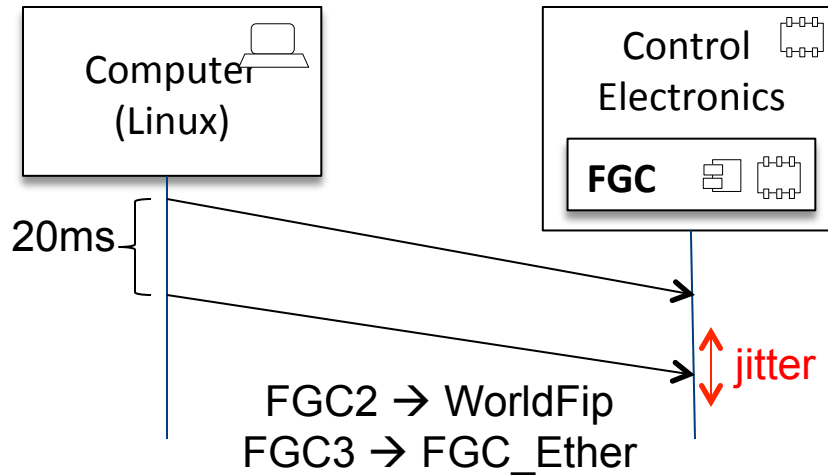 Computer
(Linux)
Control
Electronics
FGC
20ms
jitter
FGC2 → WorldFip
FGC3 → FGC_Ether